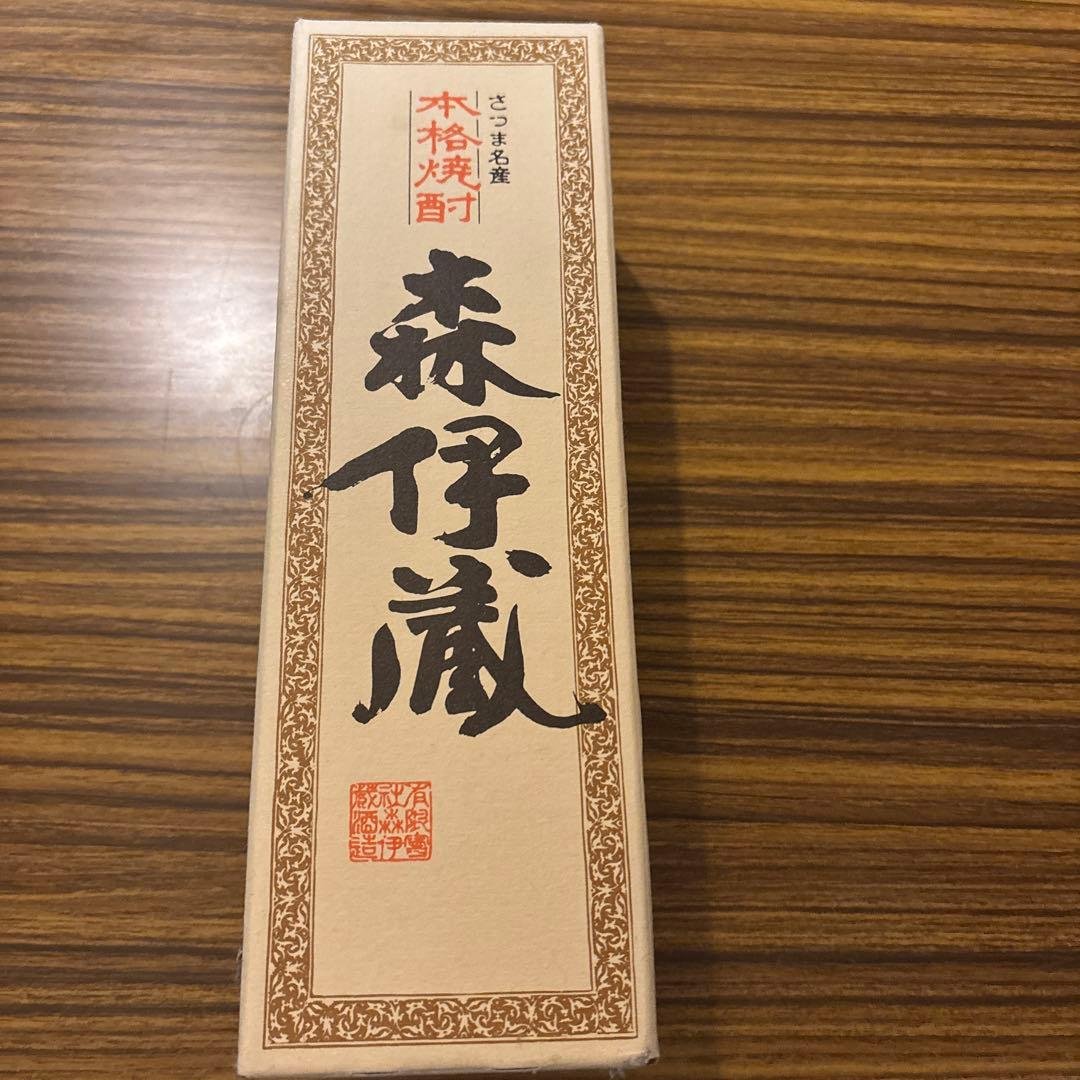 さつま名産
本格焼酎
森伊蔵
有限會
社森伊
蔵酒造